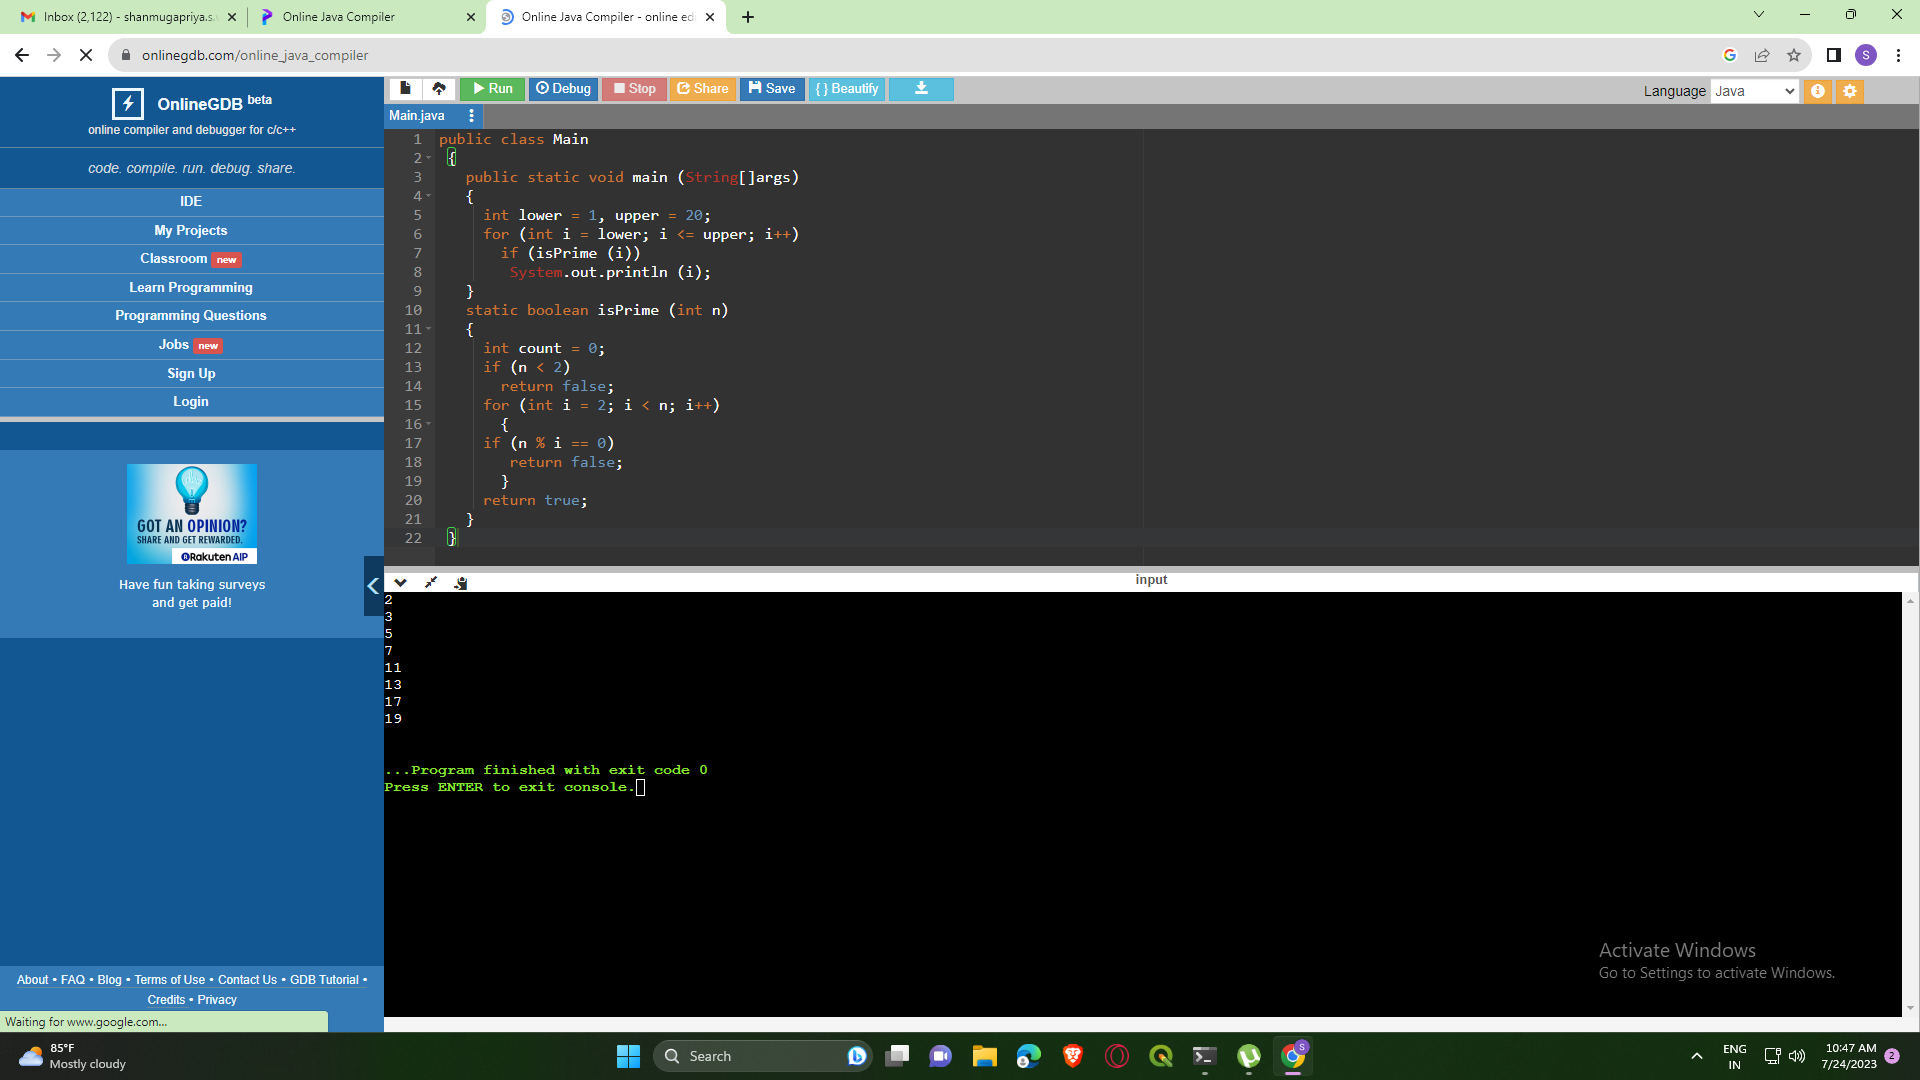 Inbox (2,122) - shanmugapriya.s.
Online Java Compiler
Online Java Compiler - online edi
onlinegdb.com/online_java_compiler
S
OnlineGDB beta
online compiler and debugger for c/c++
code. compile. run. debug. share.
IDE
My Projects
Classroom new
Learn Programming
Programming Questions
Jobs new
Sign Up
Login
GOT AN OPINION?
SHARE AND GET REWARDED.
Rakuten AIP
Have fun taking surveys
and get paid!
About • FAQ • Blog • Terms of Use • Contact Us • GDB Tutorial •
Credits • Privacy
Waiting for www.google.com...
Run Debug Stop Share Save { } Beautify
Language Java
Main.java
1 public class Main
2 {
3 public static void main (String[]args)
4 {
5 int lower = 1, upper = 20;
6 for (int i = lower; i <= upper; i++)
7 if (isPrime (i))
8 System.out.println (i);
9 }
10 static boolean isPrime (int n)
11 {
12 int count = 0;
13 if (n < 2)
14 return false;
15 for (int i = 2; i < n; i++)
16 {
17 if (n % i == 0)
18 return false;
19 }
20 return true;
21 }
22 }
input
2
3
5
7
11
13
17
19
...Program finished with exit code 0
Press ENTER to exit console.
Activate Windows
Go to Settings to activate Windows.
85°F
Mostly cloudy
Search
S
ENG
IN
10:47 AM
7/24/2023
2